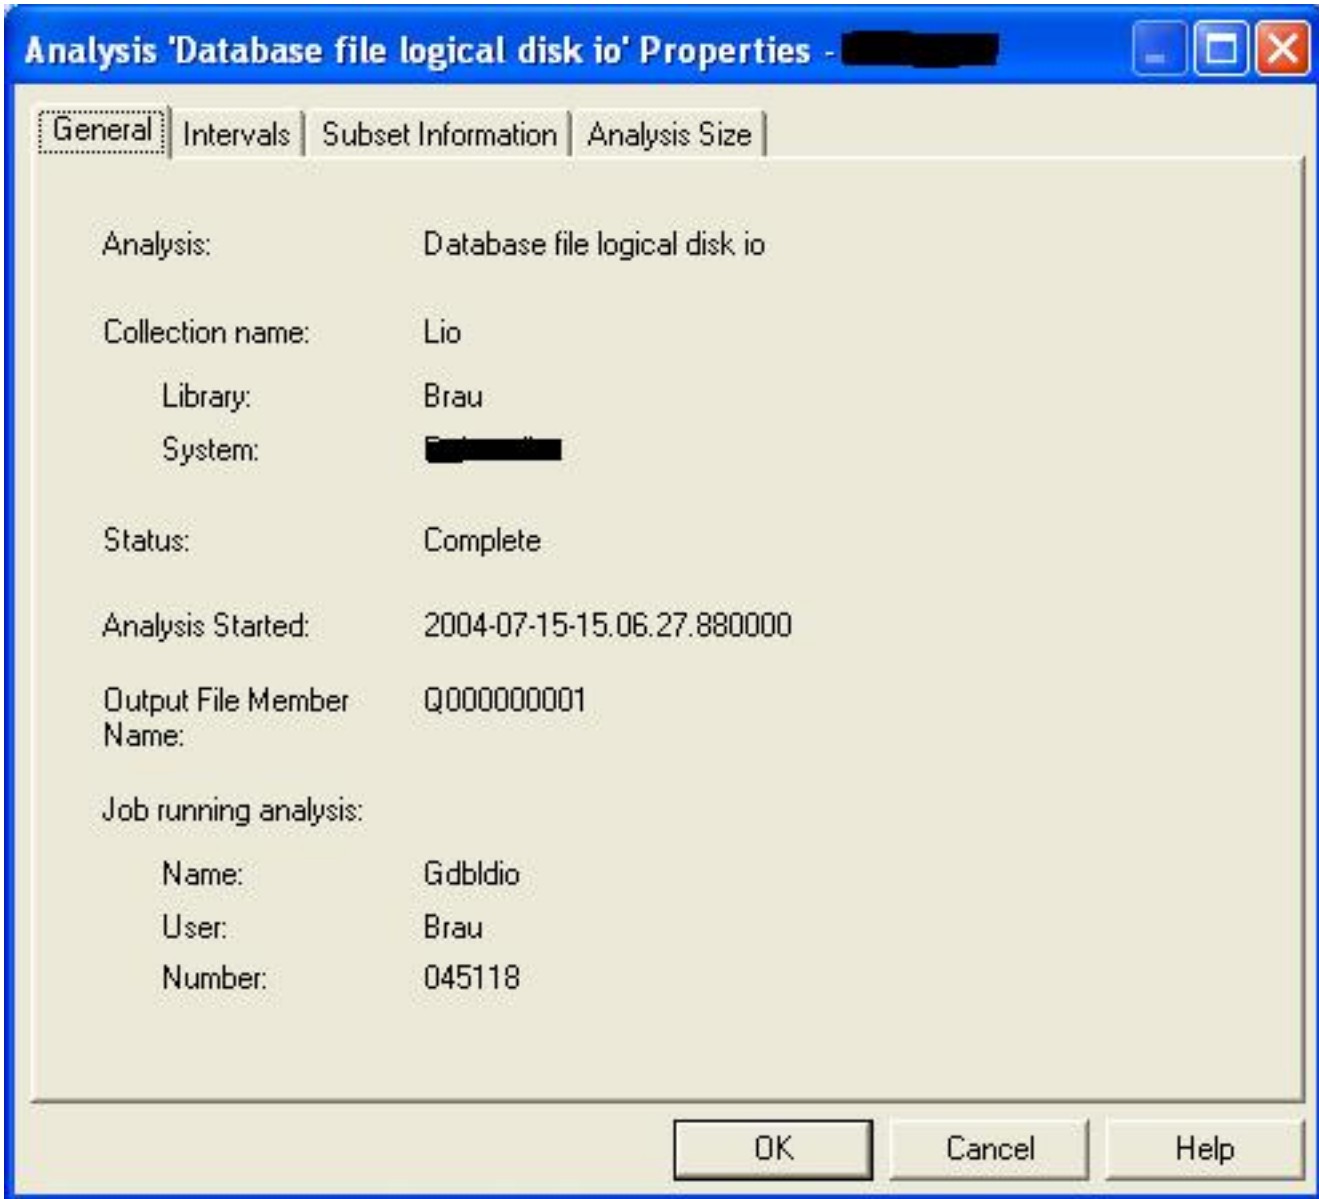 Analysis 'Database file logical disk io' Properties -
General Intervals Subset Information Analysis Size
Analysis: Database file logical disk io
Collection name: Lio
Library: Brau
System:
Status: Complete
Analysis Started: 2004-07-15-15.06.27.880000
Output File Member Q000000001
Name:
Job running analysis:
Name: Gdbldio
User: Brau
Number: 045118
OK Cancel Help